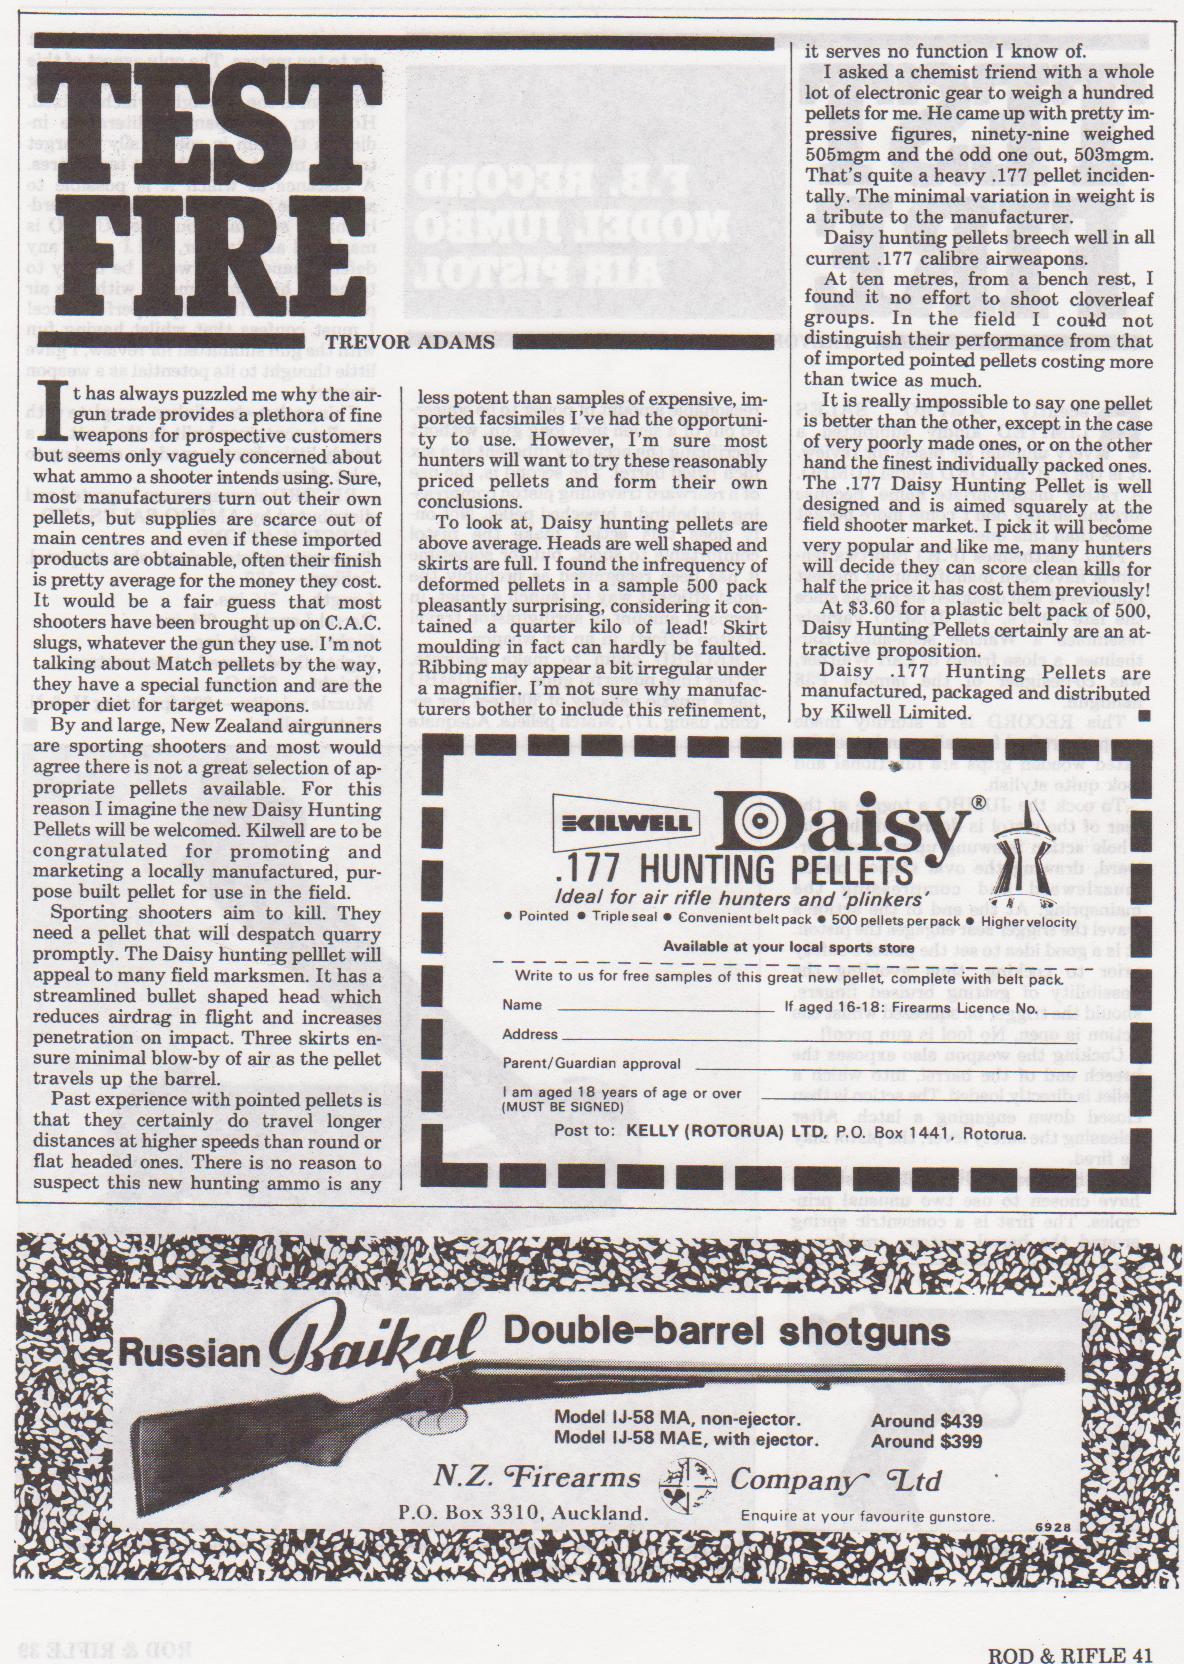 TEST
FIRE
TREVOR ADAMS
It has always puzzled me why the air-
gun trade provides a plethora of fine
weapons for prospective customers
but seems only vaguely concerned about
what ammo a shooter intends using. Sure,
most manufacturers turn out their own
pellets, but supplies are scarce out of
main centres and even if these imported
products are obtainable, often their finish
is pretty average for the money they cost.
It would be a fair guess that most
shooters have been brought up on C.A.C.
slugs, whatever the gun they use. I'm not
talking about Match pellets by the way,
they have a special function and are the
proper diet for target weapons.
By and large, New Zealand airgunners
are sporting shooters and most would
agree there is not a great selection of ap-
propriate pellets available. For this
reason I imagine the new Daisy Hunting
Pellets will be welcomed. Kilwell are to be
congratulated for promoting and
marketing a locally manufactured, pur-
pose built pellet for use in the field.
Sporting shooters aim to kill. They
need a pellet that will despatch quarry
promptly. The Daisy hunting pelllet will
appeal to many field marksmen. It has a
streamlined bullet shaped head which
reduces airdrag in flight and increases
penetration on impact. Three skirts en-
sure minimal blow-by of air as the pellet
travels up the barrel.
Past experience with pointed pellets is
that they certainly do travel longer
distances at higher speeds than round or
flat headed ones. There is no reason to
suspect this new hunting ammo is any
less potent than samples of expensive, im-
ported facsimiles I've had the opportuni-
ty to use. However, I'm sure most
hunters will want to try these reasonably
priced pellets and form their own
conclusions.
To look at, Daisy hunting pellets are
above average. Heads are well shaped and
skirts are full. I found the infrequency of
deformed pellets in a sample 500 pack
pleasantly surprising, considering it con-
tained a quarter kilo of lead! Skirt
moulding in fact can hardly be faulted.
Ribbing may appear a bit irregular under
a magnifier. I'm not sure why manufac-
turers bother to include this refinement,
it serves no function I know of.
I asked a chemist friend with a whole
lot of electronic gear to weigh a hundred
pellets for me. He came up with pretty im-
pressive figures, ninety-nine weighed
505mgm and the odd one out, 503mgm.
That's quite a heavy .177 pellet inciden-
tally. The minimal variation in weight is
a tribute to the manufacturer.
Daisy hunting pellets breech well in all
current .177 calibre airweapons.
At ten metres, from a bench rest, I
found it no effort to shoot cloverleaf
groups. In the field I could not
distinguish their performance from that
of imported pointed pellets costing more
than twice as much.
It is really impossible to say one pellet
is better than the other, except in the case
of very poorly made ones, or on the other
hand the finest individually packed ones.
The .177 Daisy Hunting Pellet is well
designed and is aimed squarely at the
field shooter market. I pick it will become
very popular and like me, many hunters
will decide they can score clean kills for
half the price it has cost them previously!
At $3.60 for a plastic belt pack of 500,
Daisy Hunting Pellets certainly are an at-
tractive proposition.
Daisy .177 Hunting Pellets are
manufactured, packaged and distributed
by Kilwell Limited.
KILWELL Daisy®
.177 HUNTING PELLETS
Ideal for air rifle hunters and 'plinkers'
• Pointed • Triple seal • Convenient belt pack • 500 pellets per pack • Higher velocity
Available at your local sports store
Write to us for free samples of this great new pellet, complete with belt pack.
Name If aged 16-18: Firearms Licence No.
Address
Parent/Guardian approval
I am aged 18 years of age or over
(MUST BE SIGNED)
Post to: KELLY (ROTORUA) LTD, P.O. Box 1441, Rotorua.
Russian Baikal Double-barrel shotguns
Model IJ-58 MA, non-ejector. Around $439
Model IJ-58 MAE, with ejector. Around $399
N.Z. Firearms Company Ltd
P.O. Box 3310, Auckland. Enquire at your favourite gunstore.
6928
ROD & RIFLE 41